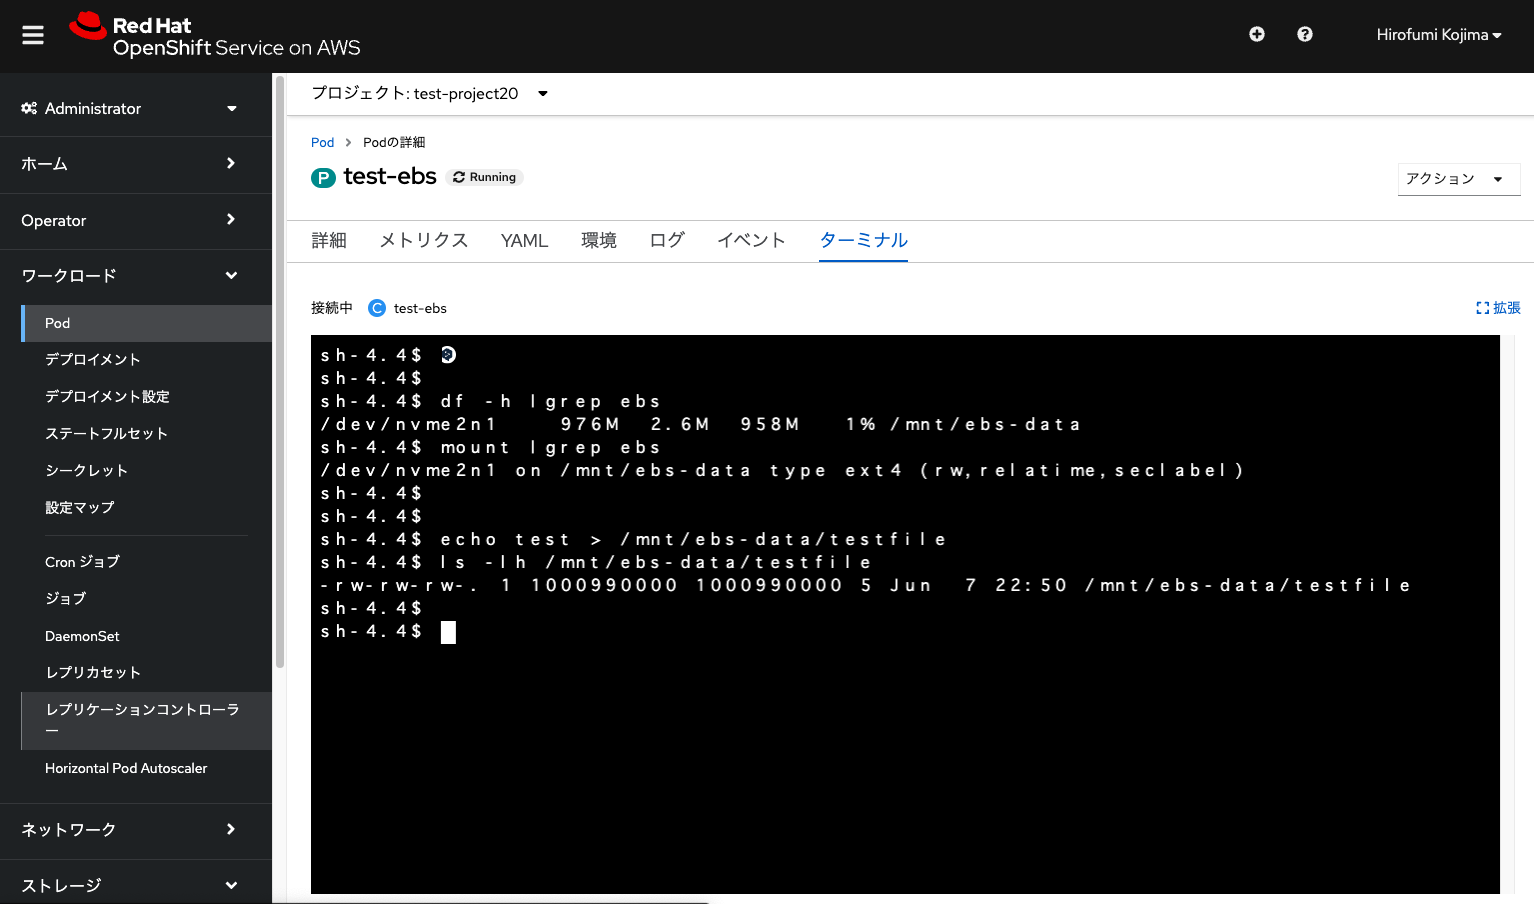 Red Hat
OpenShift Service on AWS
Hirofumi Kojima
Administrator
ホーム
Operator
ワークロード
Pod
デプロイメント
デプロイメント設定
ステートフルセット
シークレット
設定マップ
Cron ジョブ
ジョブ
DaemonSet
レプリカセット
レプリケーションコントローラ
ー
Horizontal Pod Autoscaler
ネットワーク
ストレージ
プロジェクト: test-project20
Pod > Podの詳細
P test-ebs Running
アクション
詳細 メトリクス YAML 環境 ログ イベント ターミナル
接続中 C test-ebs
拡張
sh-4.4$
sh-4.4$
sh-4.4$ df -h |grep ebs
/dev/nvme2n1    976M  2.6M  958M   1% /mnt/ebs-data
sh-4.4$ mount |grep ebs
/dev/nvme2n1 on /mnt/ebs-data type ext4 (rw,relatime,seclabel)
sh-4.4$
sh-4.4$
sh-4.4$ echo test > /mnt/ebs-data/testfile
sh-4.4$ ls -lh /mnt/ebs-data/testfile
-rw-rw-rw-. 1 1000990000 1000990000 5 Jun  7 22:50 /mnt/ebs-data/testfile
sh-4.4$
sh-4.4$